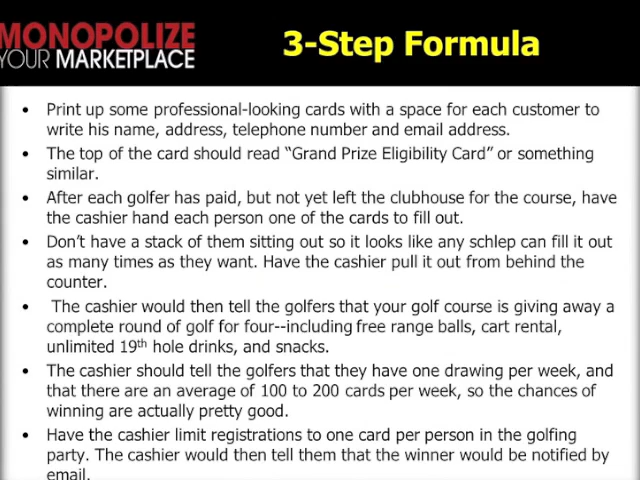 MONOPOLIZE
YOUR MARKETPLACE
3-Step Formula
• Print up some professional-looking cards with a space for each customer to
write his name, address, telephone number and email address.
• The top of the card should read “Grand Prize Eligibility Card” or something
similar.
• After each golfer has paid, but not yet left the clubhouse for the course, have
the cashier hand each person one of the cards to fill out.
• Don’t have a stack of them sitting out so it looks like any schlep can fill it out
as many times as they want. Have the cashier pull it out from behind the
counter.
• The cashier would then tell the golfers that your golf course is giving away a
complete round of golf for four--including free range balls, cart rental,
unlimited 19th hole drinks, and snacks.
• The cashier should tell the golfers that they have one drawing per week, and
that there are an average of 100 to 200 cards per week, so the chances of
winning are actually pretty good.
• Have the cashier limit registrations to one card per person in the golfing
party. The cashier would then tell them that the winner would be notified by
email.